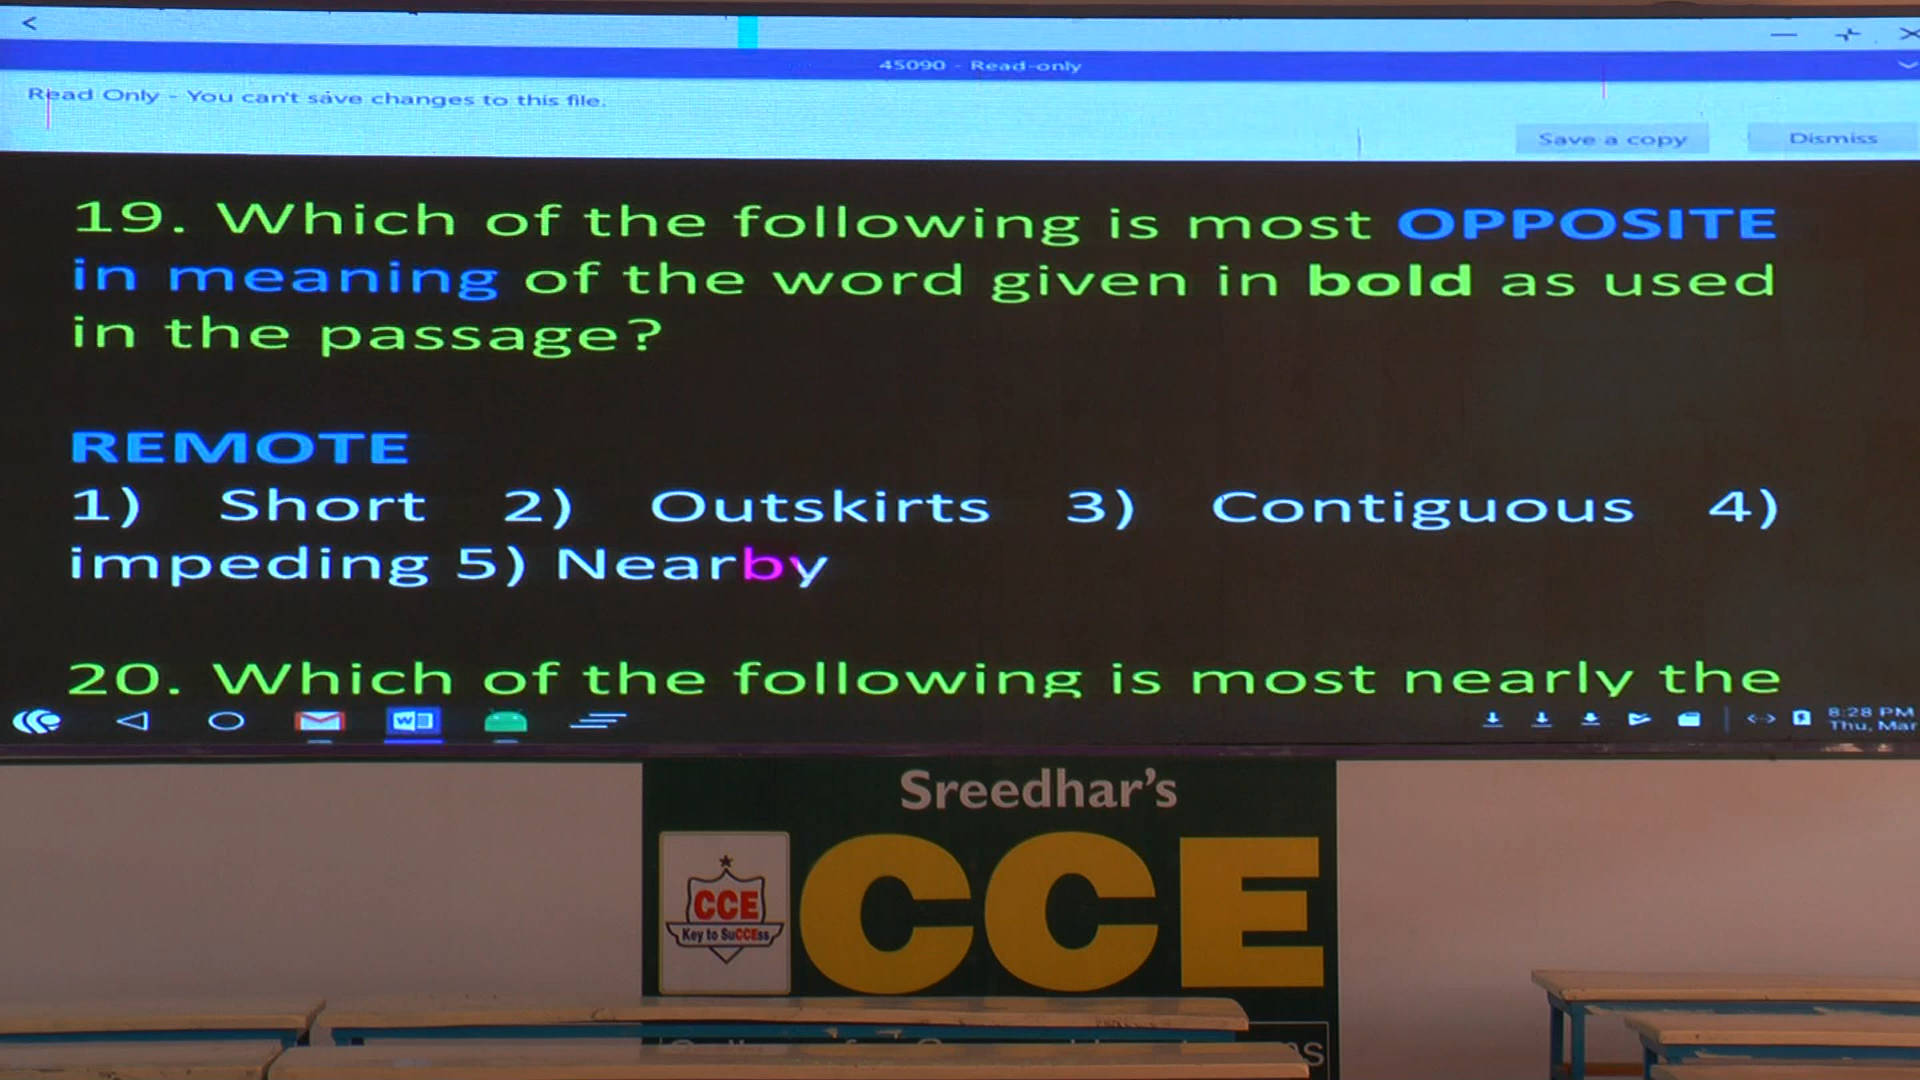 45090 - Read-only
Read Only - You can't save changes to this file.
Save a copy
Dismiss
19. Which of the following is most OPPOSITE
in meaning of the word given in bold as used
in the passage?
REMOTE
1) Short 2) Outskirts 3) Contiguous 4)
impeding 5) Nearby
20. Which of the following is most nearly the
8:28 PM
Thu, Mar
Sreedhar's
CCE
CCE
Key to SuCCEss